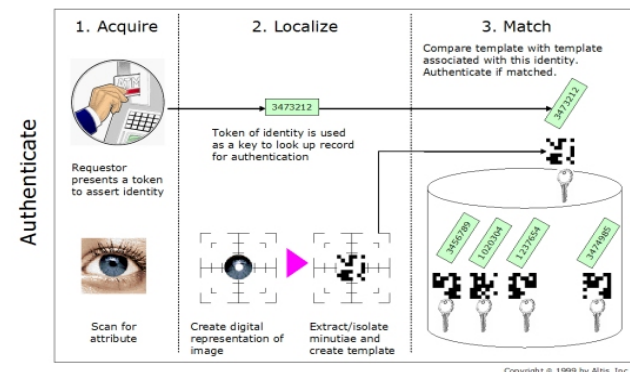 1. Acquire
2. Localize
3. Match
Compare template with template
associated with this identity.
Authenticate if matched.
3473212
3473212
Token of identity is used
as a key to look up record
for authentication
Requestor
presents a token
to assert identity
Authenticate
3456789
1020304
1237654
3474985
Scan for
attribute
Create digital
representation of
image
Extract/isolate
minutiae and
create template
Copyright © 1999 by Altis, Inc